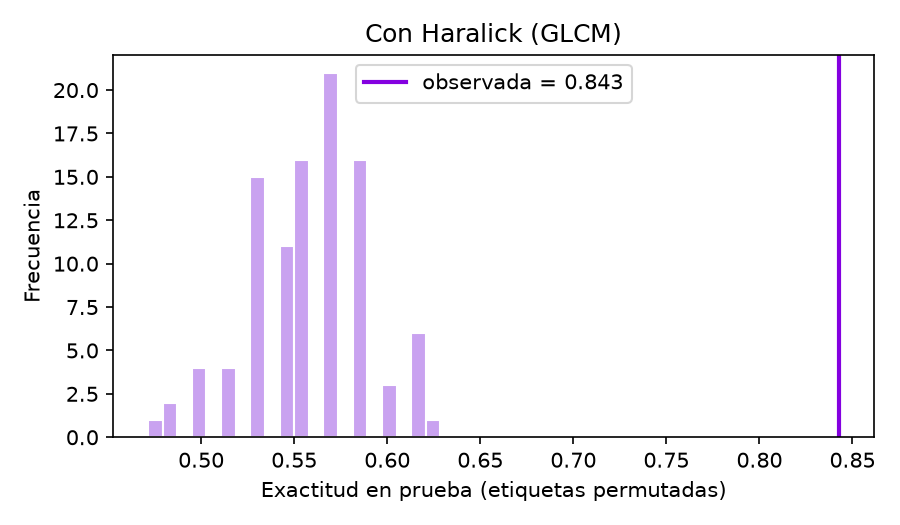 Con Haralick (GLCM)
observada = 0.843
Frecuencia
20.0
17.5
15.0
12.5
10.0
7.5
5.0
2.5
0.0
0.50 0.55 0.60 0.65 0.70 0.75 0.80 0.85
Exactitud en prueba (etiquetas permutadas)